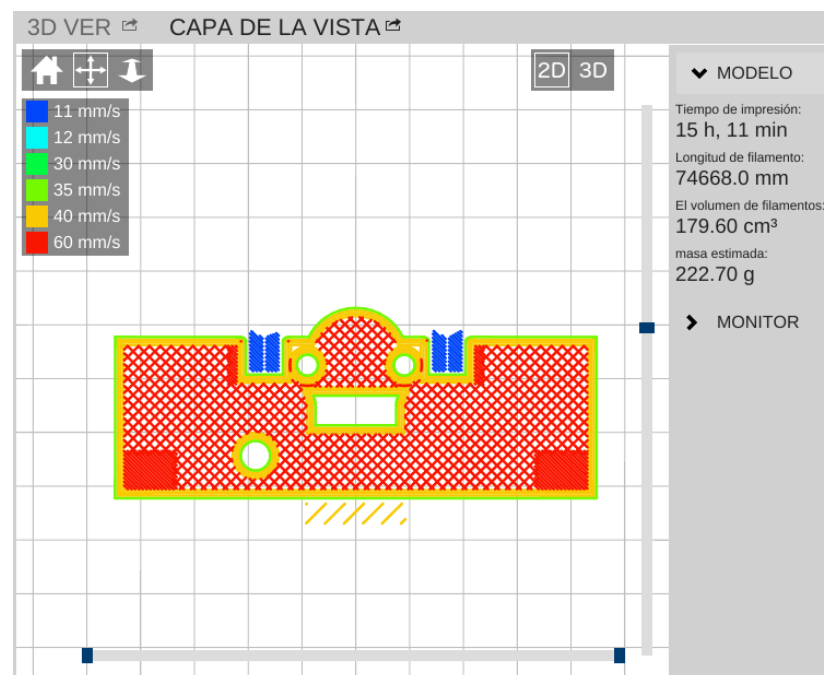 3D VER CAPA DE LA VISTA
2D 3D
11 mm/s
12 mm/s
30 mm/s
35 mm/s
40 mm/s
60 mm/s
MODELO
Tiempo de impresión:
15 h, 11 min
Longitud de filamento:
74668.0 mm
El volumen de filamentos:
179.60 cm³
masa estimada:
222.70 g
MONITOR